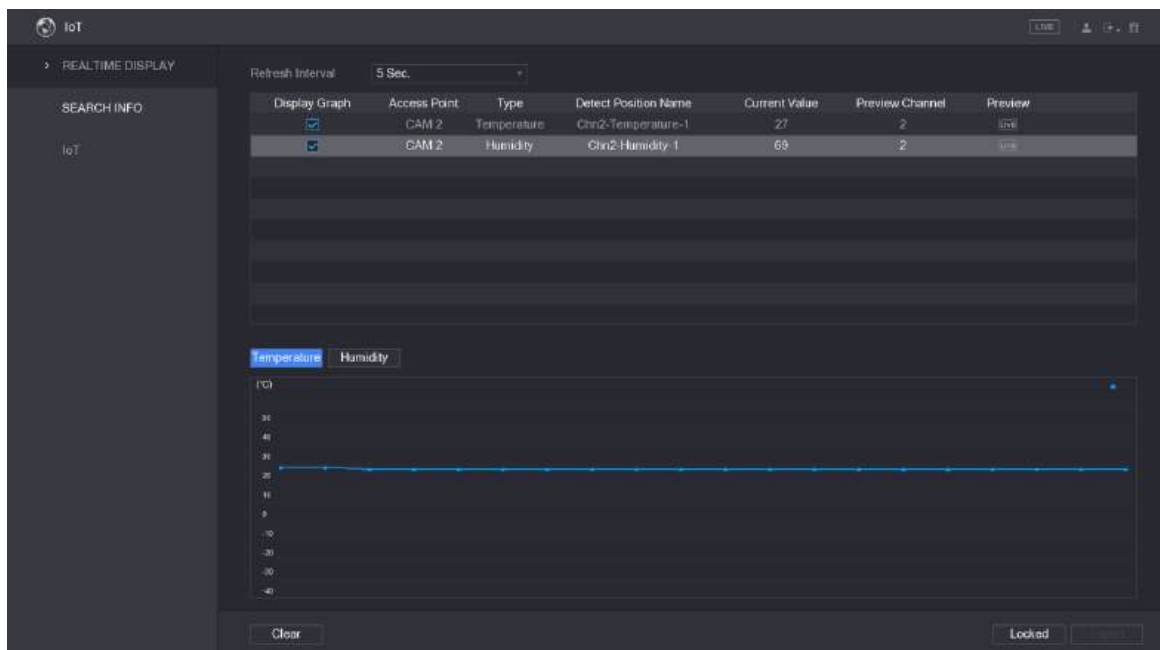 IoT
LIVE
REALTIME DISPLAY
SEARCH INFO
IoT
Refresh Interval 5 Sec.
Display Graph Access Point Type Detect Position Name Current Value Preview Channel Preview
CAM 2 Temperature Chn2-Temperature-1 27 2 LIVE
CAM 2 Humidity Chn2-Humidity-1 69 2 LIVE
Temperature Humidity
(°C)
40
20
10
0
-10
-20
-40
Clear Locked